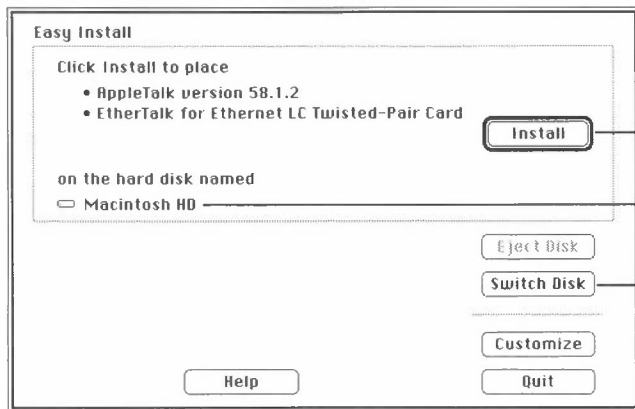 Easy Install
Click Install to place
• AppleTalk version 58.1.2
• EtherTalk for Ethernet LC Twisted-Pair Card
Install
on the hard disk named
Macintosh HD
Eject Disk
Switch Disk
Customize
Help
Quit